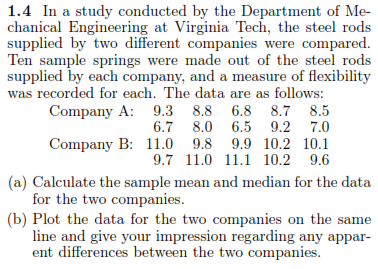 1.4 In a study conducted by the Department of Me-
chanical Engineering at Virginia Tech, the steel rods
supplied by two different companies were compared.
Ten sample springs were made out of the steel rods
supplied by each company, and a measure of flexibility
was recorded for each. The data are as follows:
Company A: 9.3 8.8 6.8 8.7 8.5
6.7 8.0 6.5 9.2 7.0
Company B: 11.0 9.8 9.9 10.2 10.1
9.7 11.0 11.1 10.2 9.6
(a) Calculate the sample mean and median for the data
for the two companies.
(b) Plot the data for the two companies on the same
line and give your impression regarding any appar-
ent differences between the two companies.